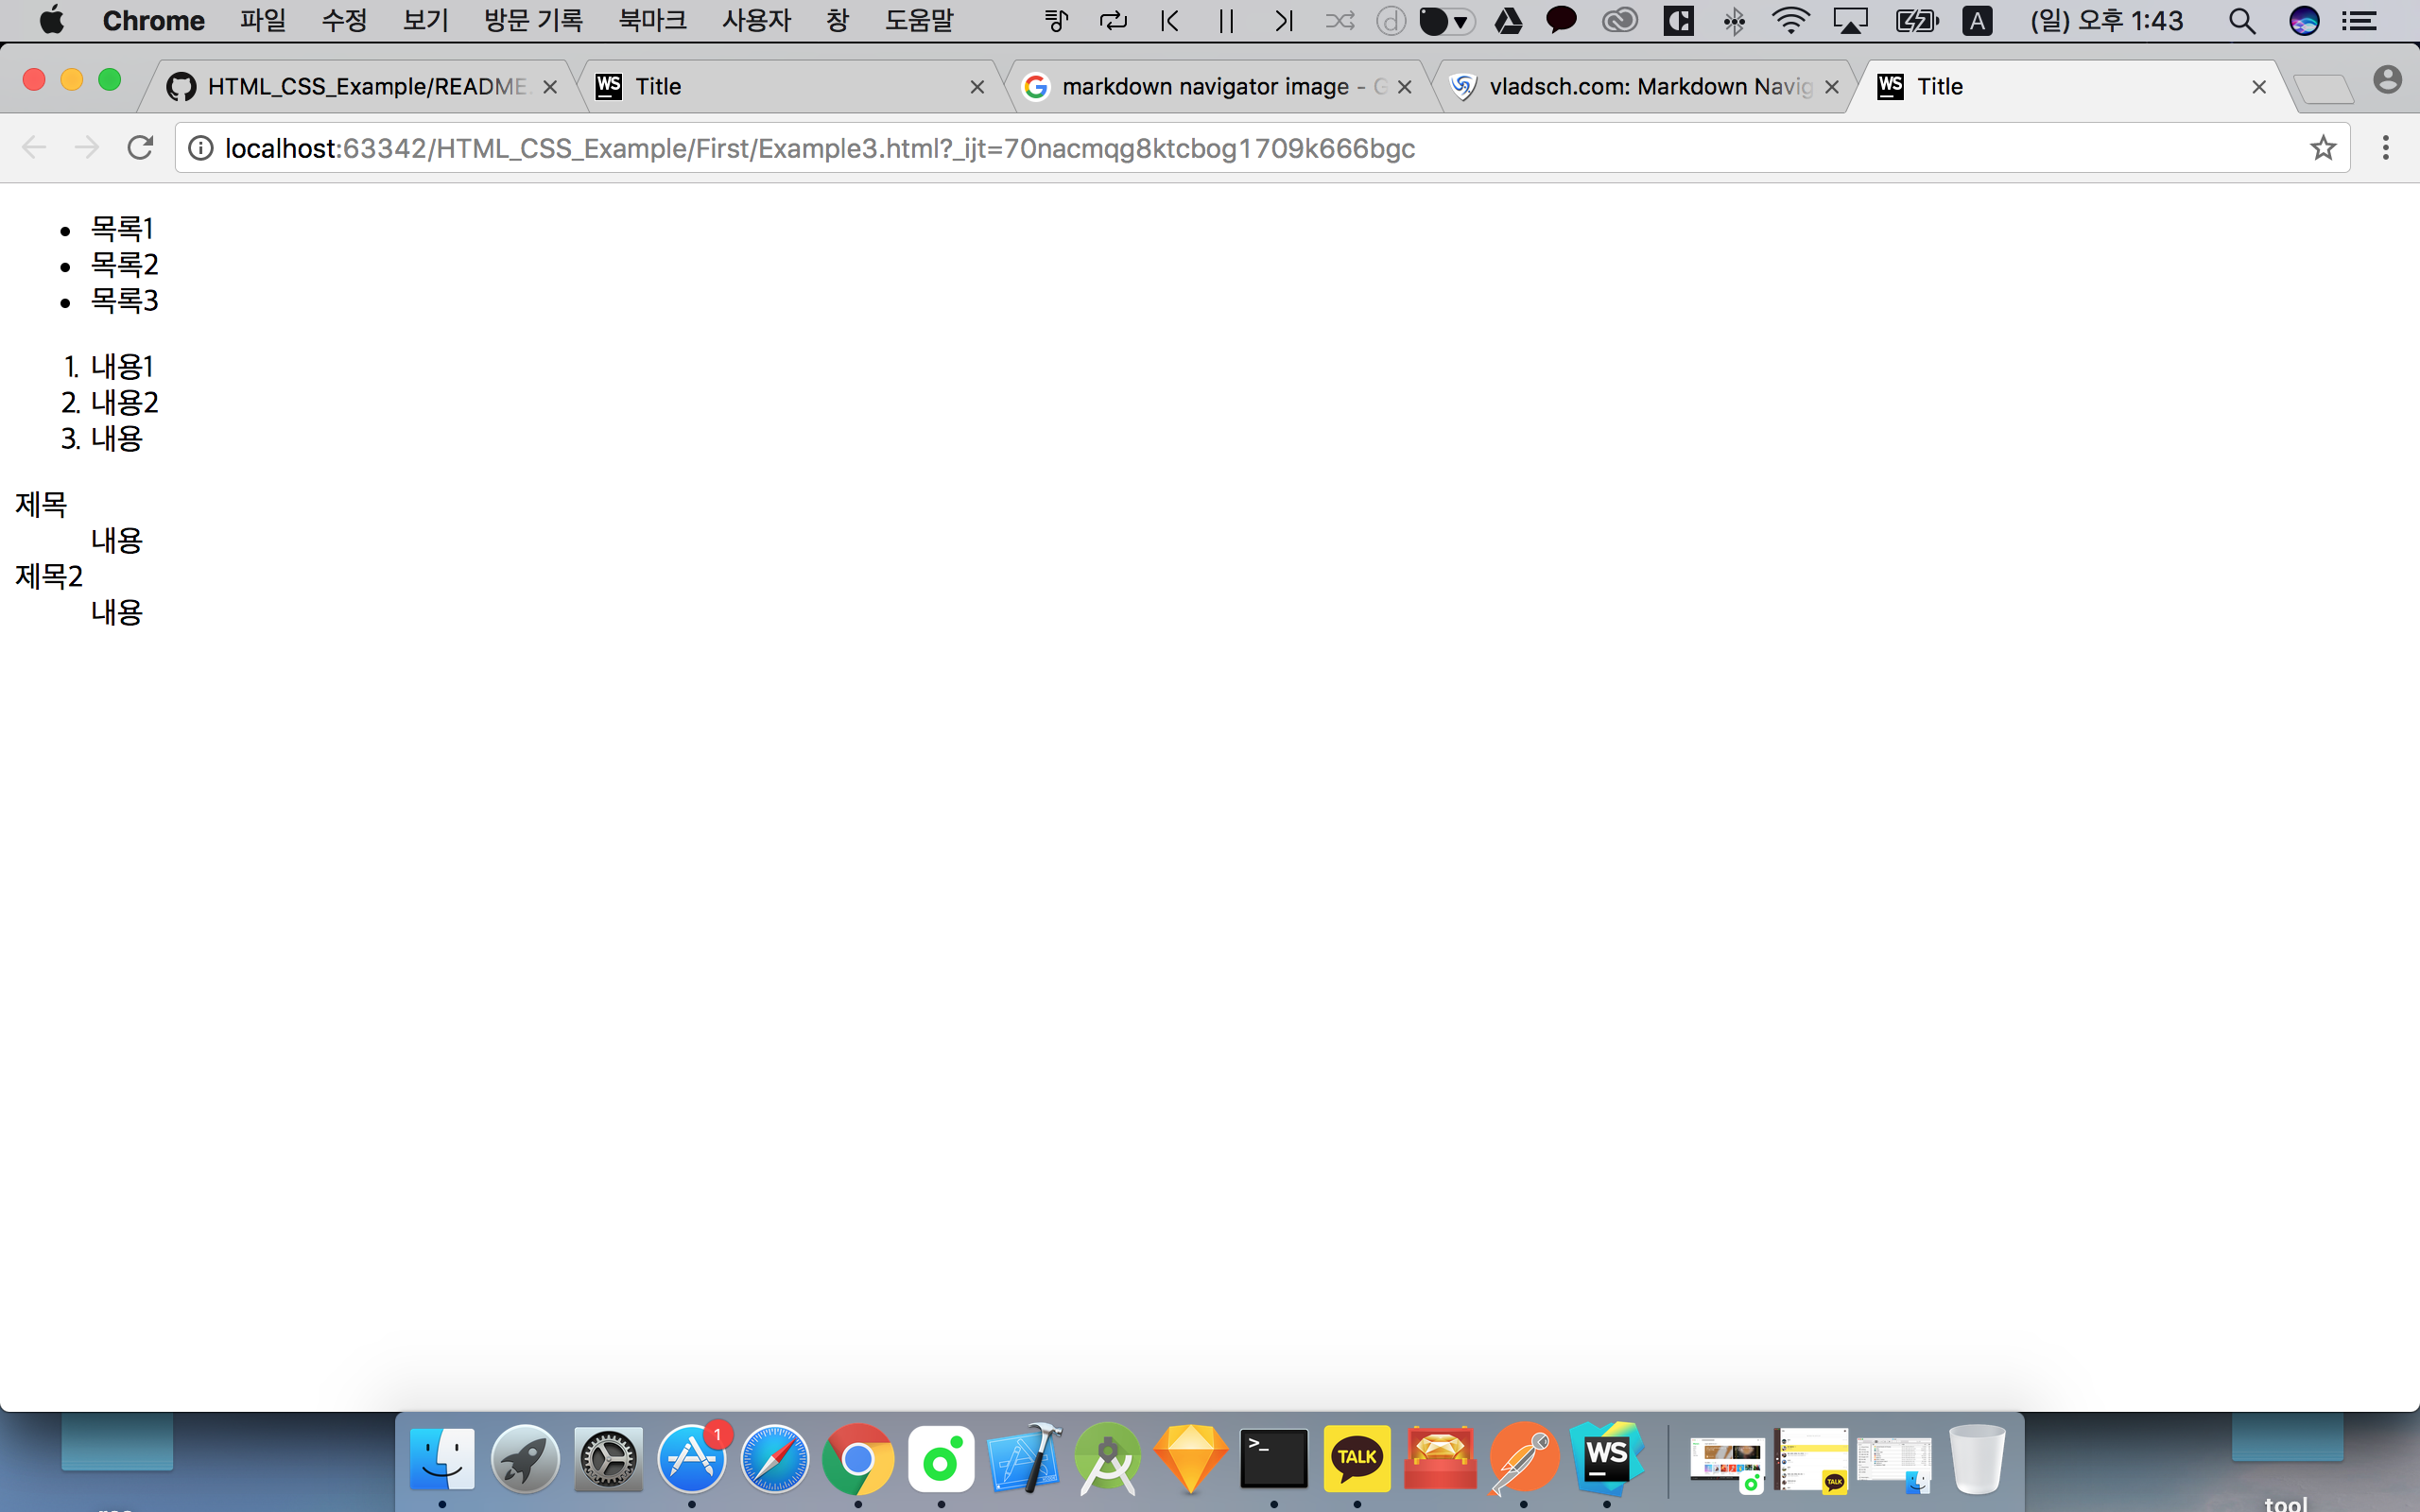 Chrome 파일 수정 보기 방문 기록 북마크 사용자 창 도움말 A (일) 오후 1:43
HTML_CSS_Example/README. WS Title markdown navigator image - G vladsch.com: Markdown Navig WS Title
localhost:63342/HTML_CSS_Example/First/Example3.html?_ijt=70nacmqg8ktcbog1709k666bgc
• 목록1
• 목록2
• 목록3
1. 내용1
2. 내용2
3. 내용
제목
내용
제목2
내용
1
>_
TALK
WS
TALK
tool